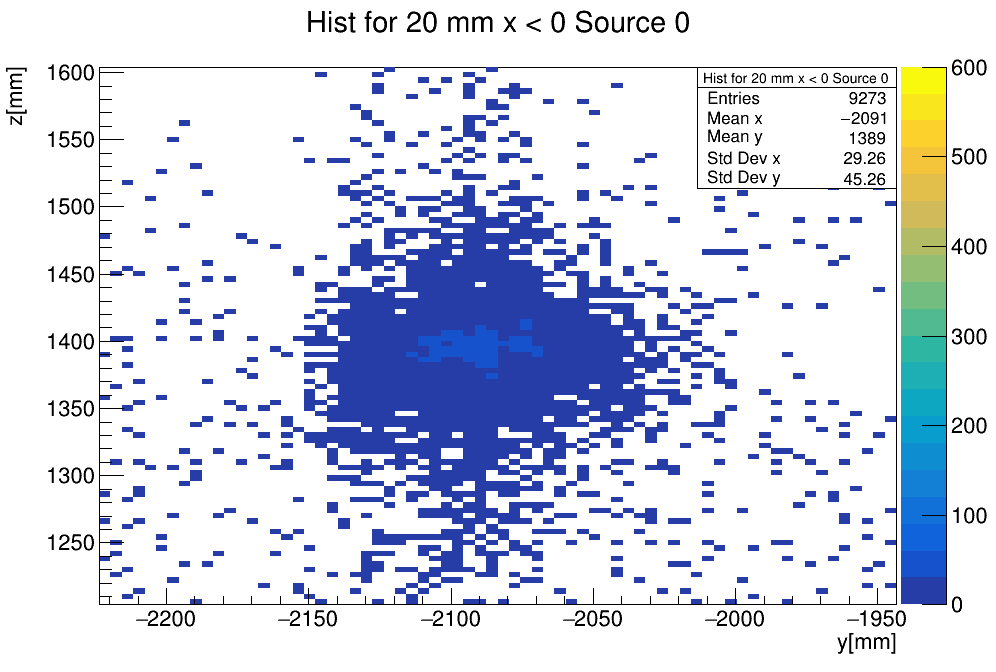 Hist for 20 mm x < 0 Source 0
z[mm]
1600
1550
1500
1450
1400
1350
1300
1250
Hist for 20 mm x < 0 Source 0
Entries 9273
Mean x −2091
Mean y 1389
Std Dev x 29.26
Std Dev y 45.26
600
500
400
300
200
100
0
−2200 −2150 −2100 −2050 −2000 −1950
y[mm]